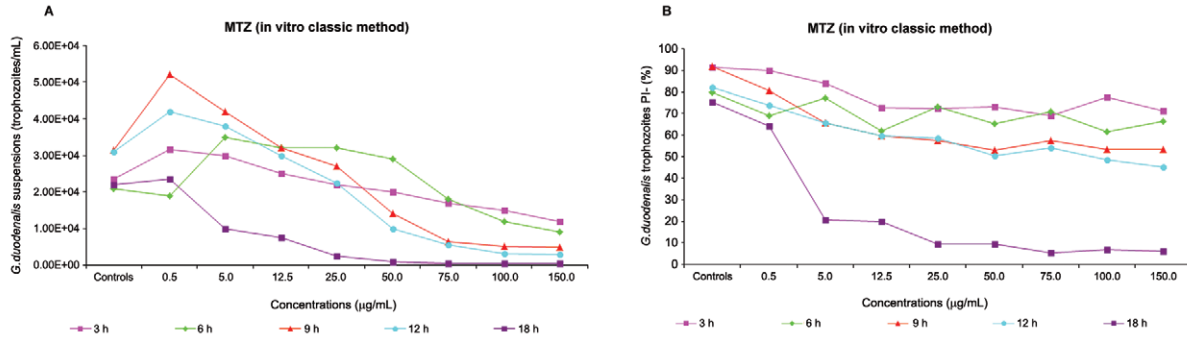 A
MTZ (in vitro classic method)
G.duodenalis suspensions (trophozoites/mL)
6.00E+04
5.00E+04
4.00E+04
3.00E+04
2.00E+04
1.00E+04
0.00E+00
Controls 0.5 5.0 12.5 25.0 50.0 75.0 100.0 150.0
Concentrations (µg/mL)
3 h 6 h 9 h 12 h 18 h
B
MTZ (in vitro classic method)
G.duodenalis trophozoites PI- (%)
100
90
80
70
60
50
40
30
20
10
0
Controls 0.5 5.0 12.5 25.0 50.0 75.0 100.0 150.0
Concentrations (µg/mL)
3 h 6 h 9 h 12 h 18 h